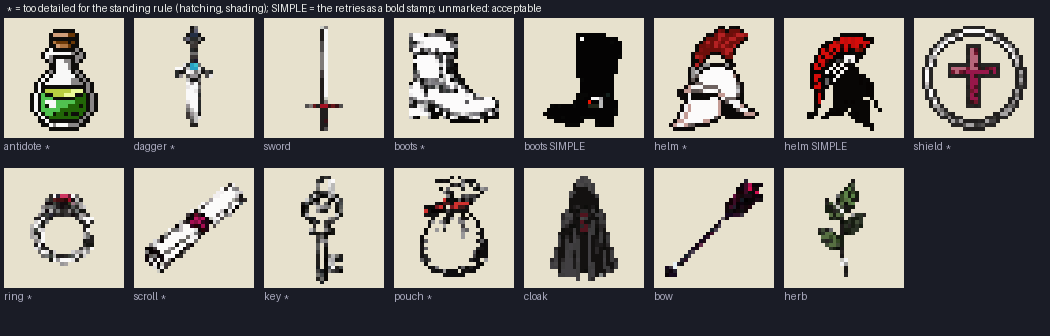 * = too detailed for the standing rule (hatching, shading); SIMPLE = the retries as a bold stamp; unmarked: acceptable
antidote * dagger * sword boots * boots SIMPLE helm * helm SIMPLE shield *
ring * scroll * key * pouch * cloak bow herb